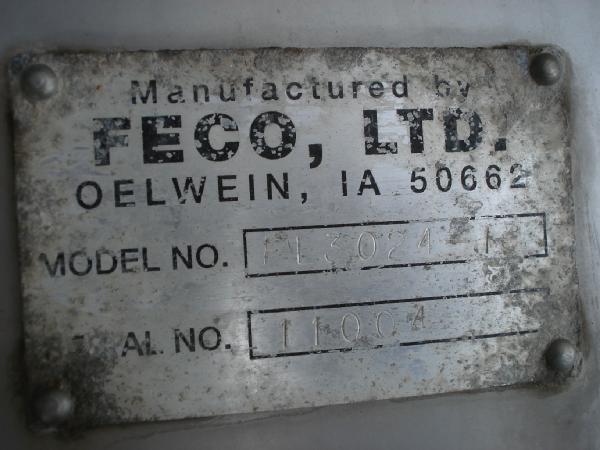 Manufactured by
FECO, LTD.
OELWEIN, IA 50662
MODEL NO.
AL NO. 11004